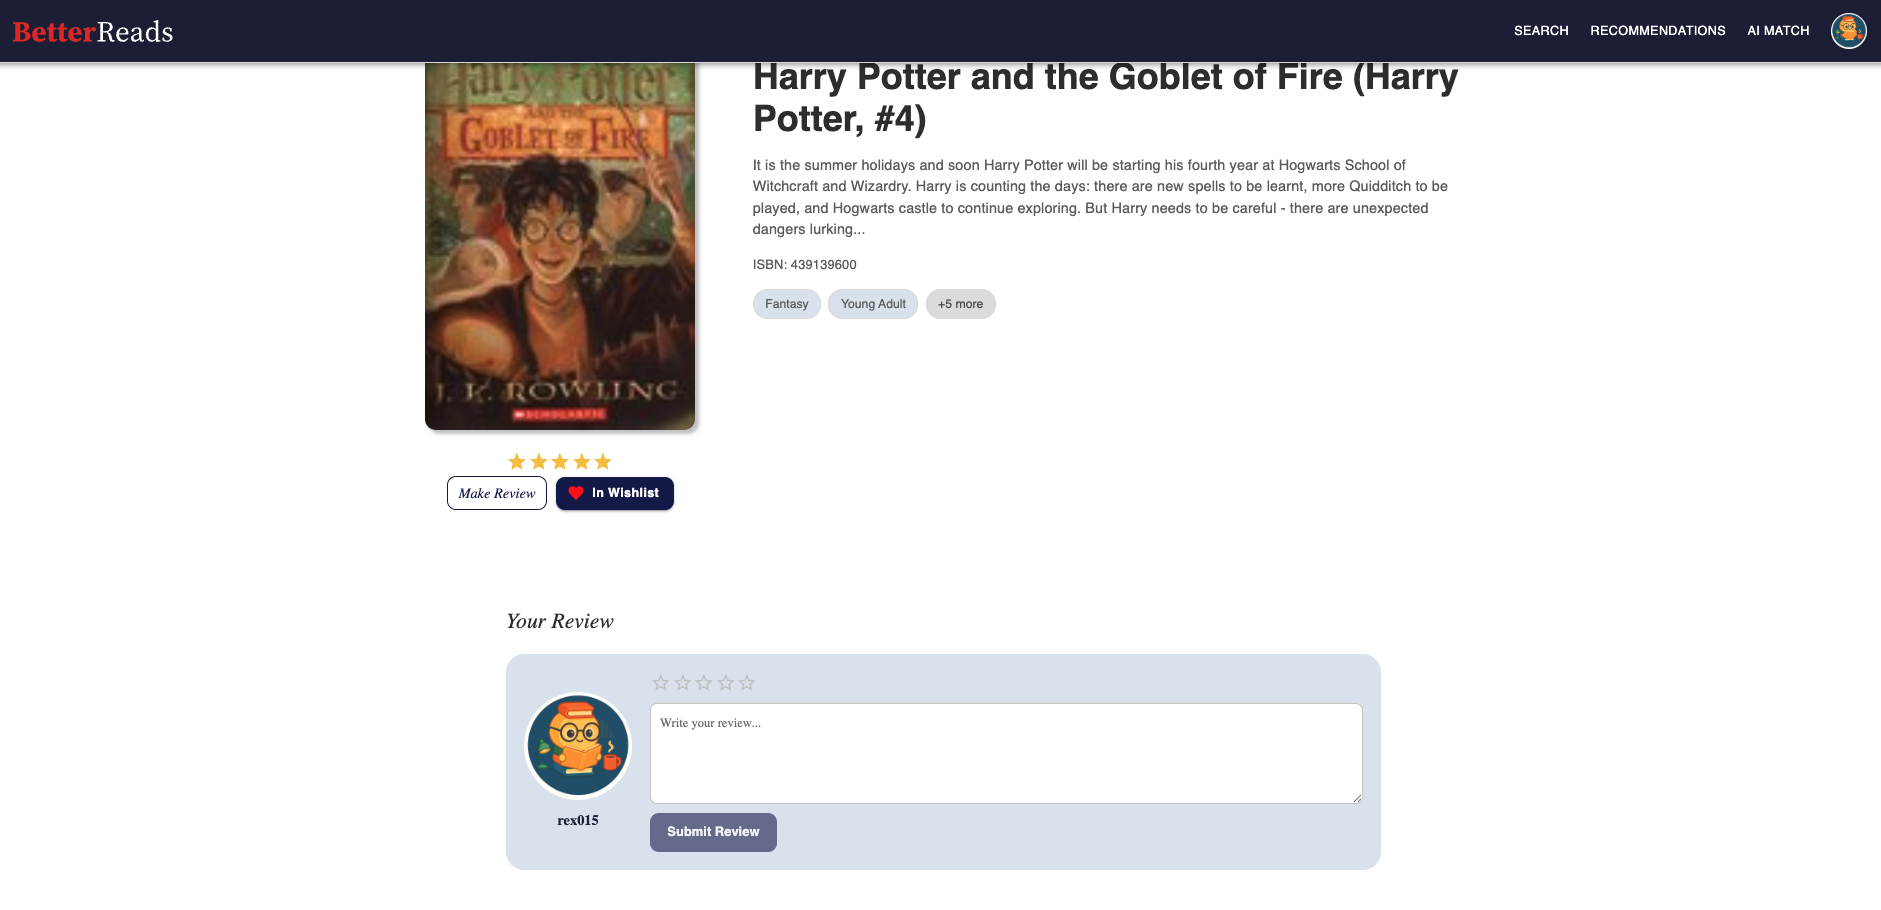 BetterReads
SEARCH
RECOMMENDATIONS
AI MATCH
Harry Potter
AND THE
GOBLET OF FIRE
J. K. ROWLING
SCHOLASTIC
Harry Potter and the Goblet of Fire (Harry
Potter, #4)
It is the summer holidays and soon Harry Potter will be starting his fourth year at Hogwarts School of
Witchcraft and Wizardry. Harry is counting the days: there are new spells to be learnt, more Quidditch to be
played, and Hogwarts castle to continue exploring. But Harry needs to be careful - there are unexpected
dangers lurking...
ISBN: 439139600
Fantasy
Young Adult
+5 more
Make Review
In Wishlist
Your Review
Write your review...
rex015
Submit Review